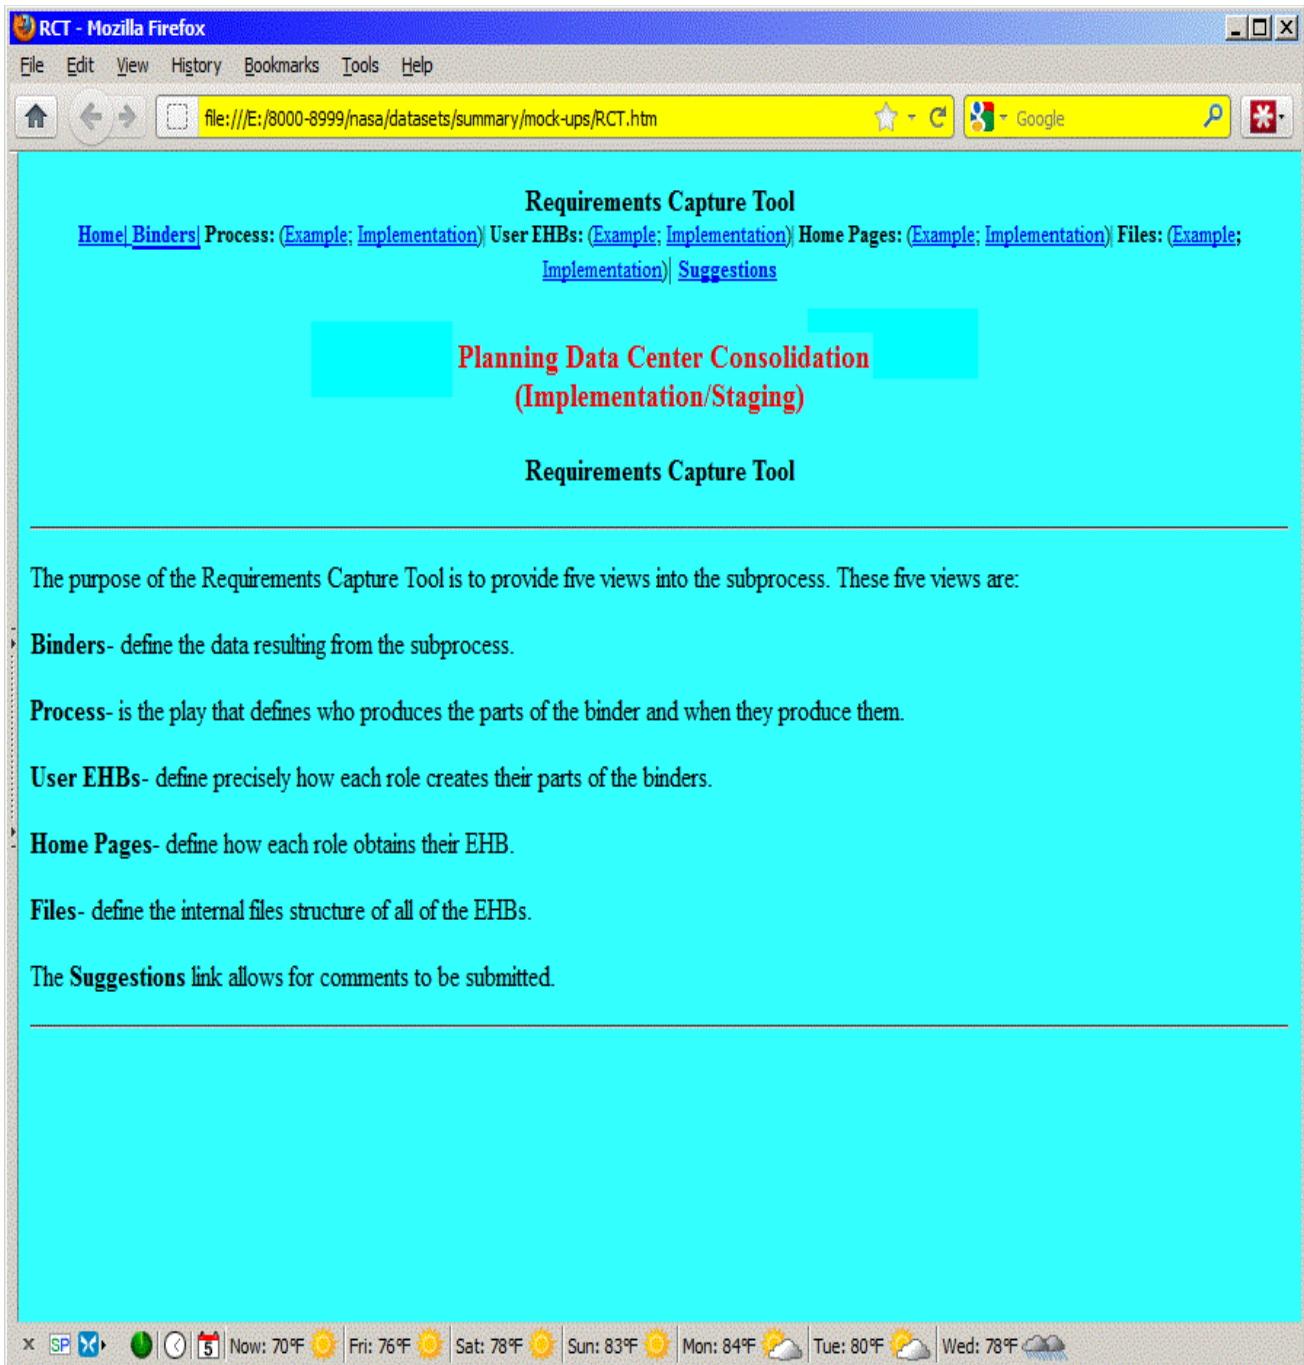 RCT - Mozilla Firefox
File Edit View History Bookmarks Tools Help
file:///E:/8000-8999/nasa/datasets/summary/mock-ups/RCT.htm Google
Requirements Capture Tool
Home| Binders| Process: (Example; Implementation)| User EHBs: (Example; Implementation)| Home Pages: (Example; Implementation)| Files: (Example;
Implementation)| Suggestions
Planning Data Center Consolidation
(Implementation/Staging)
Requirements Capture Tool
The purpose of the Requirements Capture Tool is to provide five views into the subprocess. These five views are:
Binders- define the data resulting from the subprocess.
Process- is the play that defines who produces the parts of the binder and when they produce them.
User EHBs- define precisely how each role creates their parts of the binders.
Home Pages- define how each role obtains their EHB.
Files- define the internal files structure of all of the EHBs.
The Suggestions link allows for comments to be submitted.
x SP 5 Now: 70°F Fri: 76°F Sat: 78°F Sun: 83°F Mon: 84°F Tue: 80°F Wed: 78°F